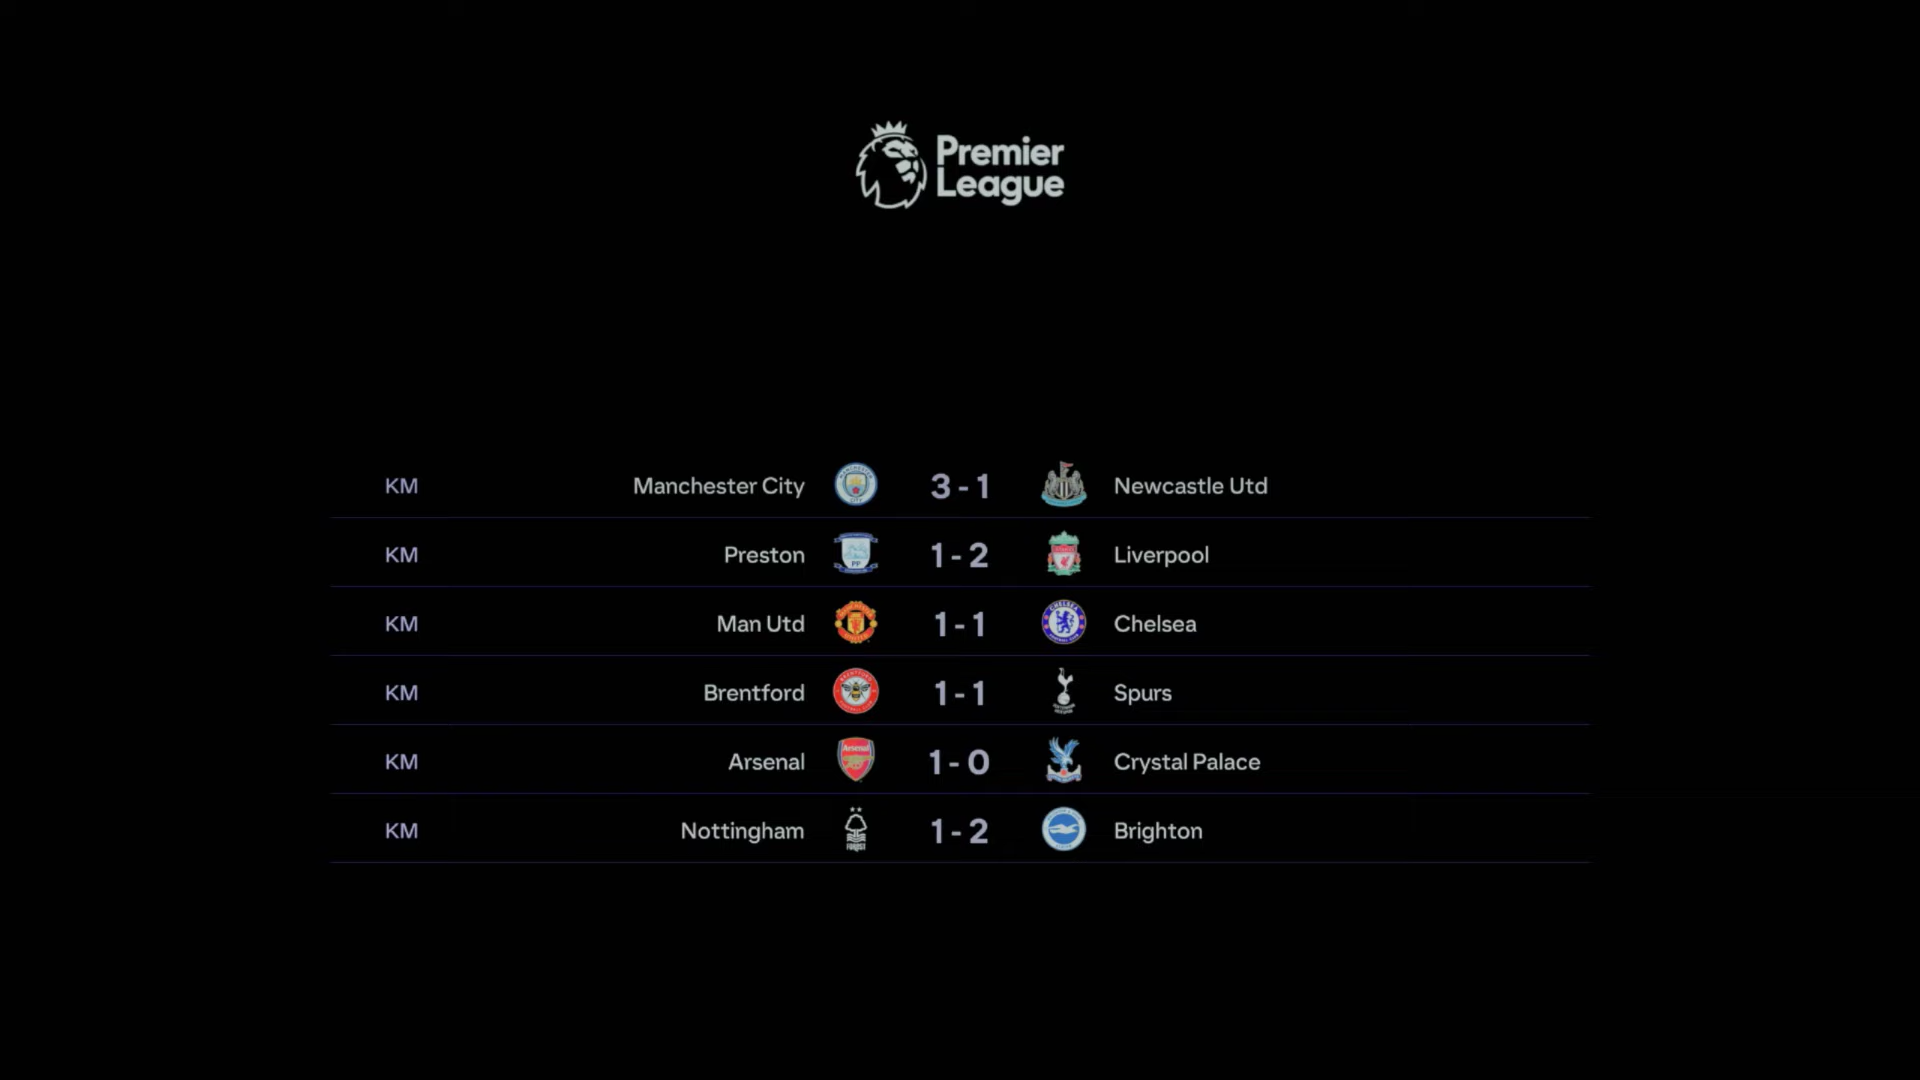 Premier
League
KM Manchester City 3 - 1 Newcastle Utd
KM Preston 1 - 2 Liverpool
KM Man Utd 1 - 1 Chelsea
KM Brentford 1 - 1 Spurs
KM Arsenal 1 - 0 Crystal Palace
KM Nottingham 1 - 2 Brighton